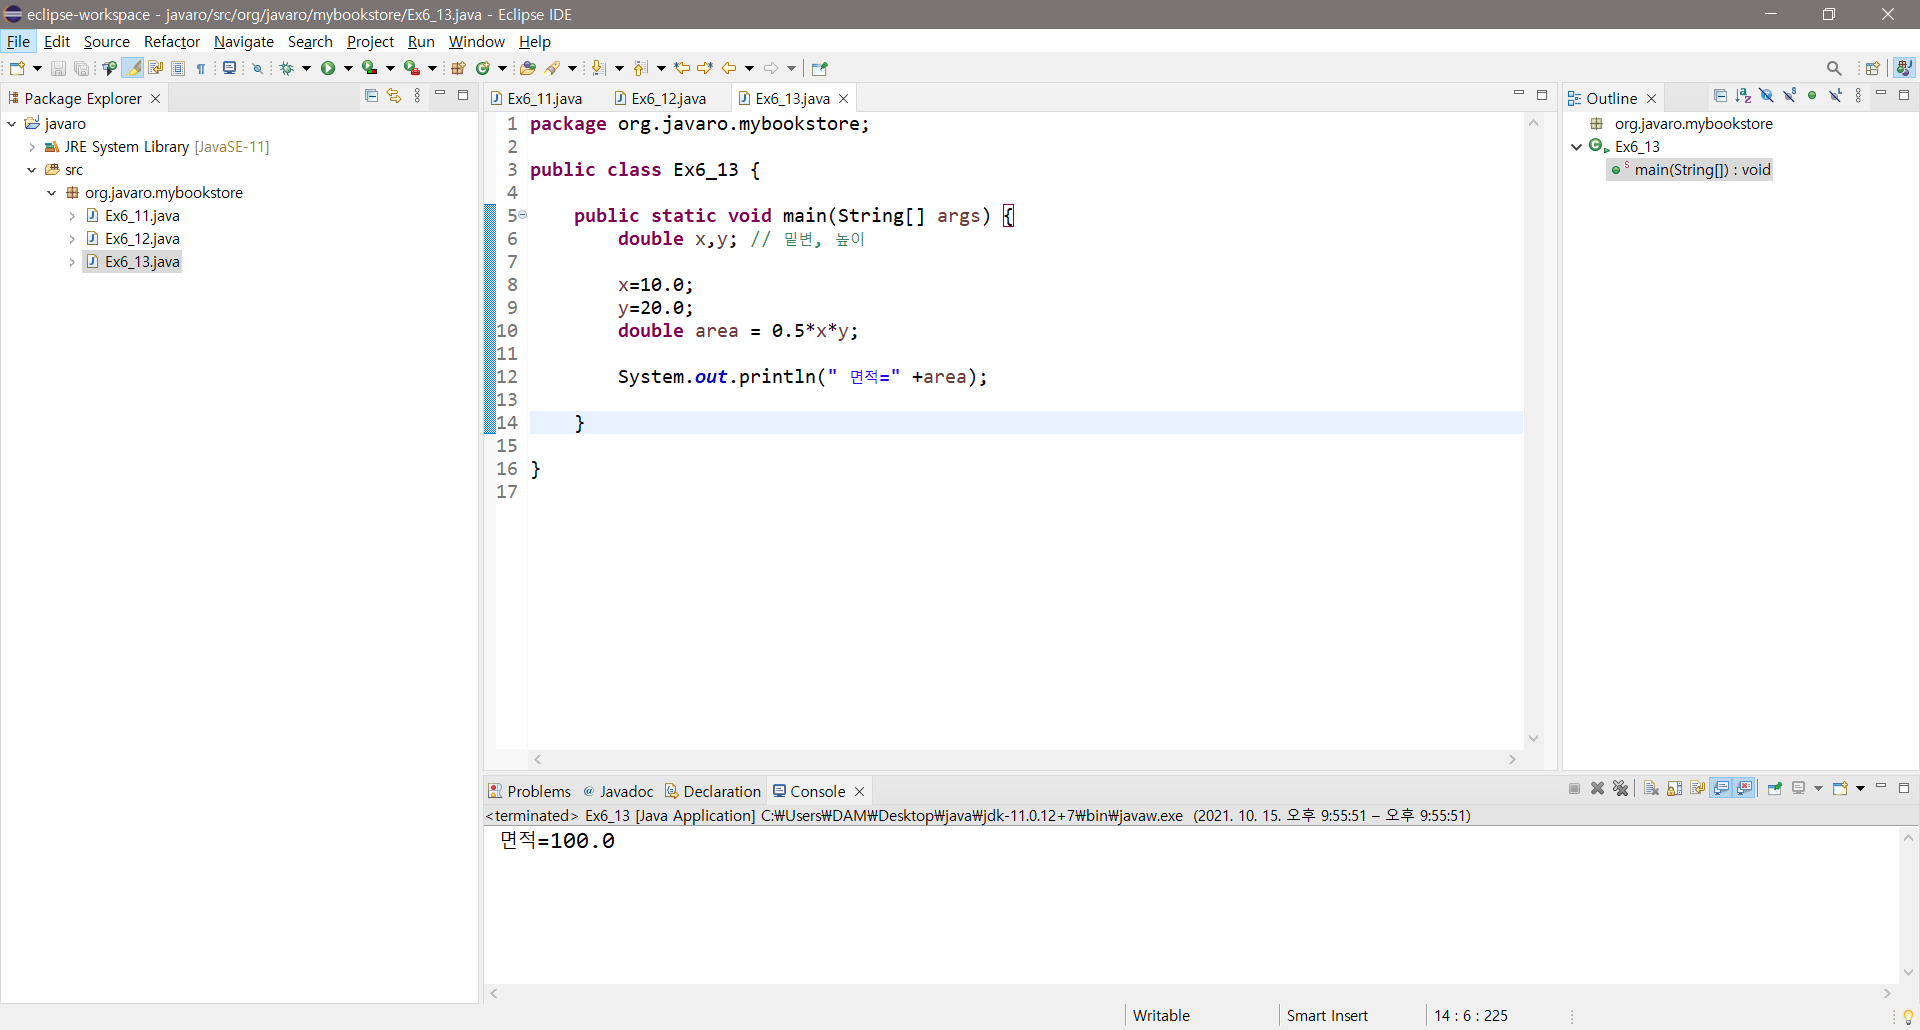 eclipse-workspace - javaro/src/org/javaro/mybookstore/Ex6_13.java - Eclipse IDE
File Edit Source Refactor Navigate Search Project Run Window Help
Package Explorer
javaro
JRE System Library [JavaSE-11]
src
org.javaro.mybookstore
Ex6_11.java
Ex6_12.java
Ex6_13.java
Ex6_11.java Ex6_12.java Ex6_13.java
1 package org.javaro.mybookstore;
2
3 public class Ex6_13 {
4
5 public static void main(String[] args) {
6 double x,y; // 밑변, 높이
7
8 x=10.0;
9 y=20.0;
10 double area = 0.5*x*y;
11
12 System.out.println(" 면적=" +area);
13
14 }
15
16 }
17
Outline
org.javaro.mybookstore
Ex6_13
main(String[]) : void
Problems @ Javadoc Declaration Console
<terminated> Ex6_13 [Java Application] C:₩Users₩DAM₩Desktop₩java₩jdk-11.0.12+7₩bin₩javaw.exe (2021. 10. 15. 오후 9:55:51 – 오후 9:55:51)
면적=100.0
Writable Smart Insert 14 : 6 : 225